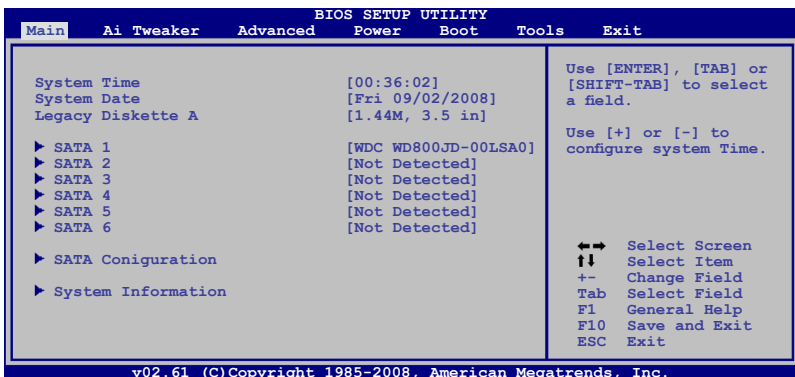 BIOS SETUP UTILITY
Main Ai Tweaker Advanced Power Boot Tools Exit
System Time [00:36:02]
System Date [Fri 09/02/2008]
Legacy Diskette A [1.44M, 3.5 in]
SATA 1 [WDC WD800JD-00LSA0]
SATA 2 [Not Detected]
SATA 3 [Not Detected]
SATA 4 [Not Detected]
SATA 5 [Not Detected]
SATA 6 [Not Detected]
SATA Coniguration
System Information
Use [ENTER], [TAB] or
[SHIFT-TAB] to select
a field.
Use [+] or [-] to
configure system Time.
←→ Select Screen
↑↓ Select Item
+- Change Field
Tab Select Field
F1 General Help
F10 Save and Exit
ESC Exit
v02.61 (C)Copyright 1985-2008, American Megatrends, Inc.